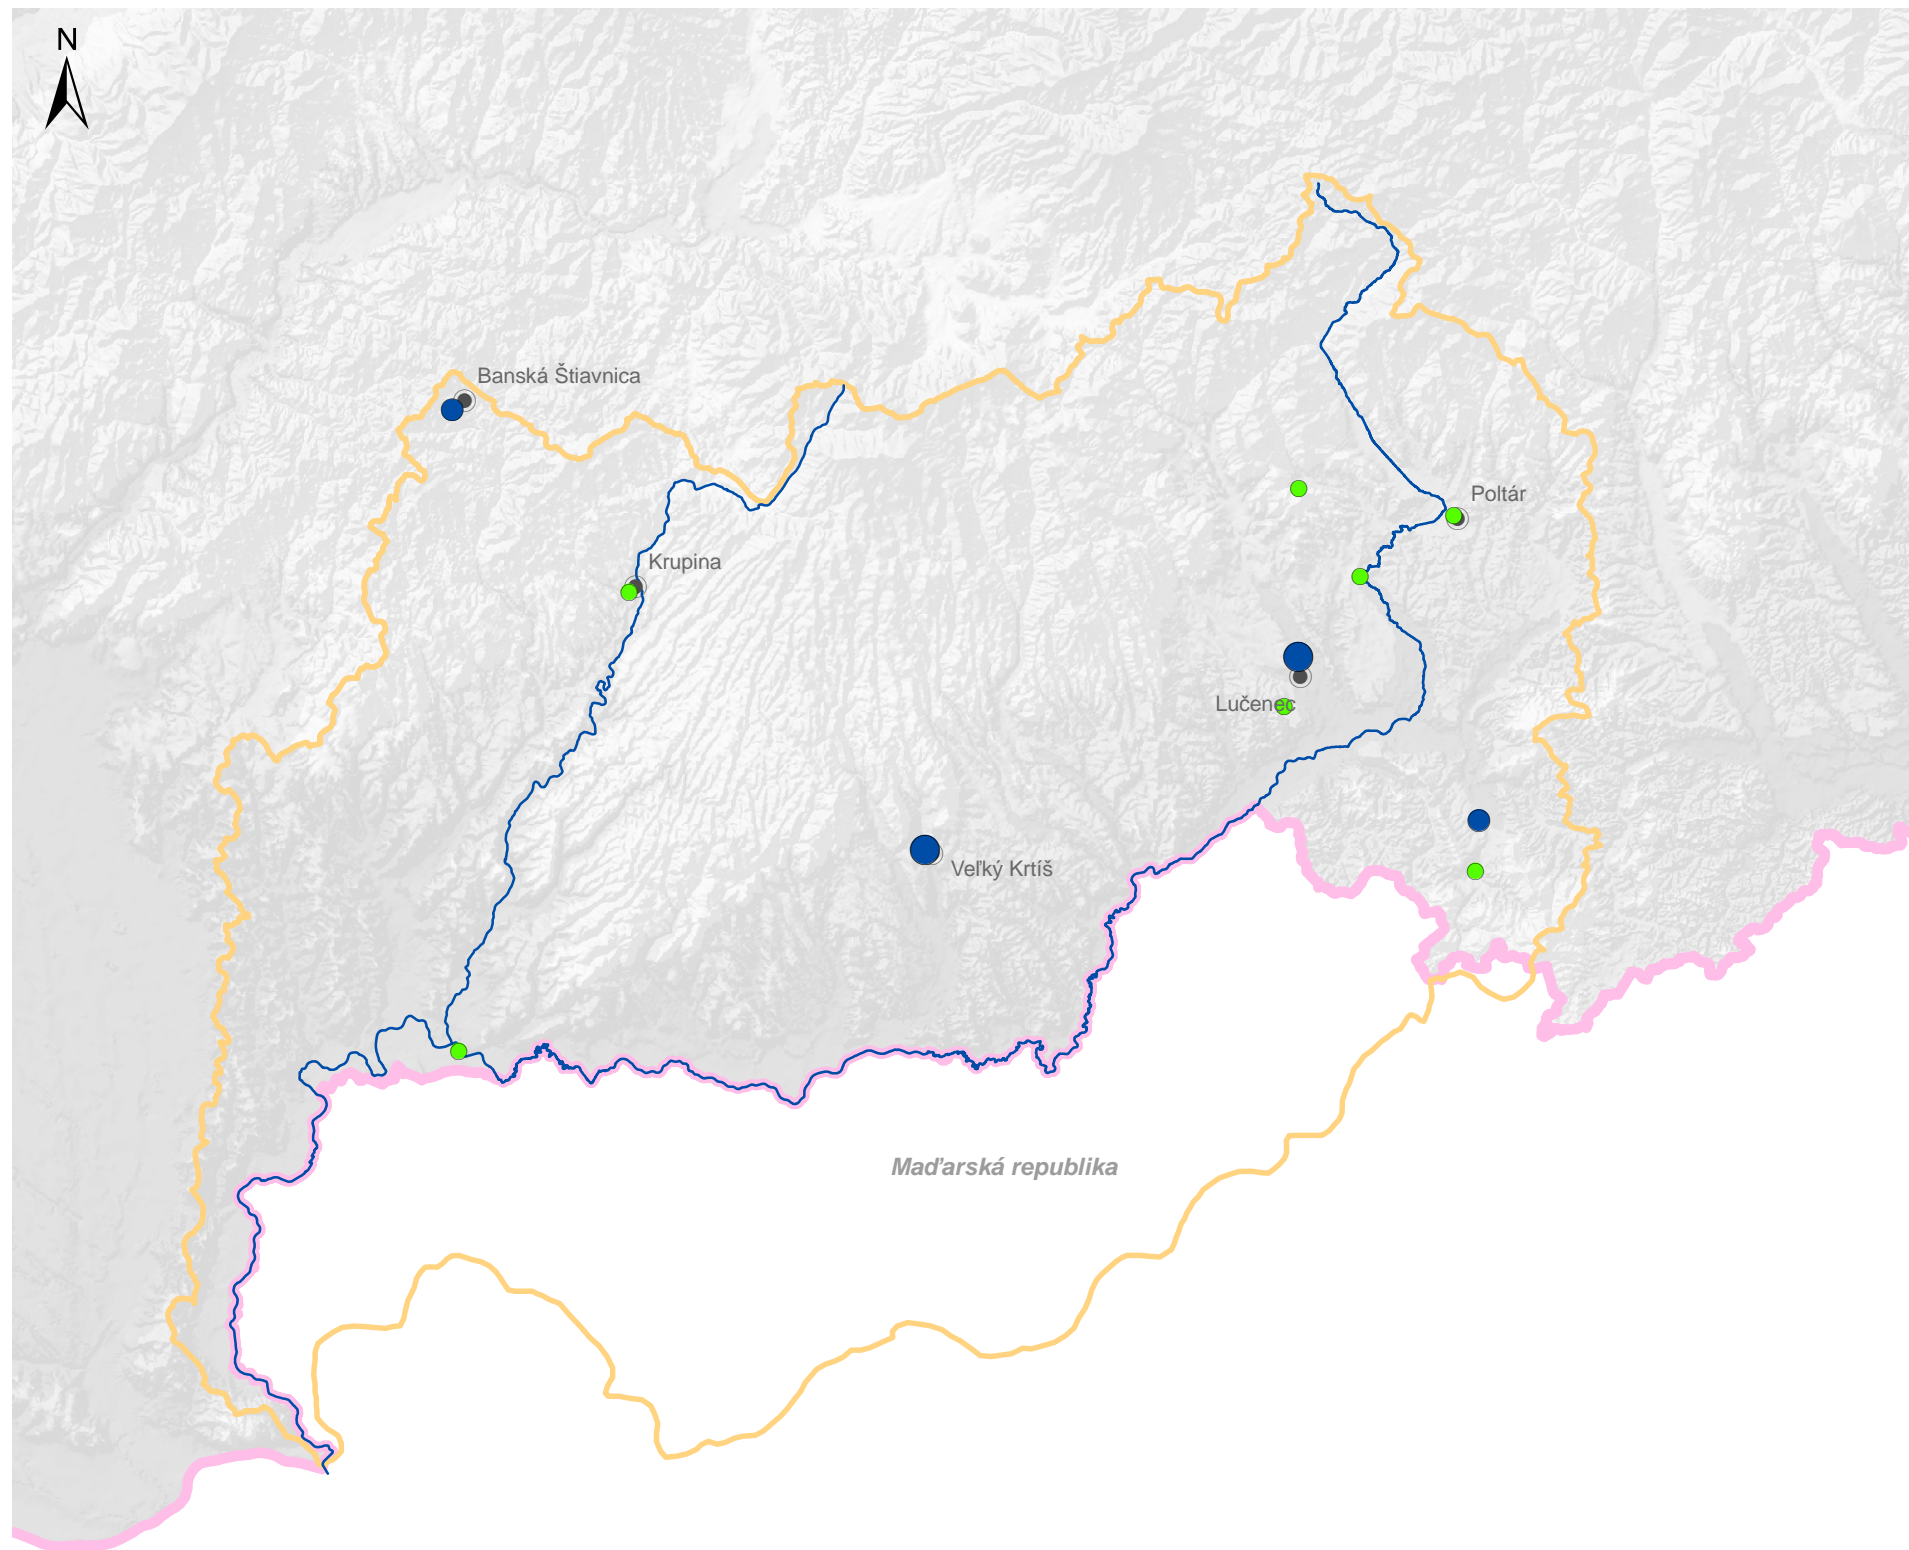 N
Banská Štiavnica
Poltár
Krupina
Lučenec
Veľký Krtíš
Maďarská republika